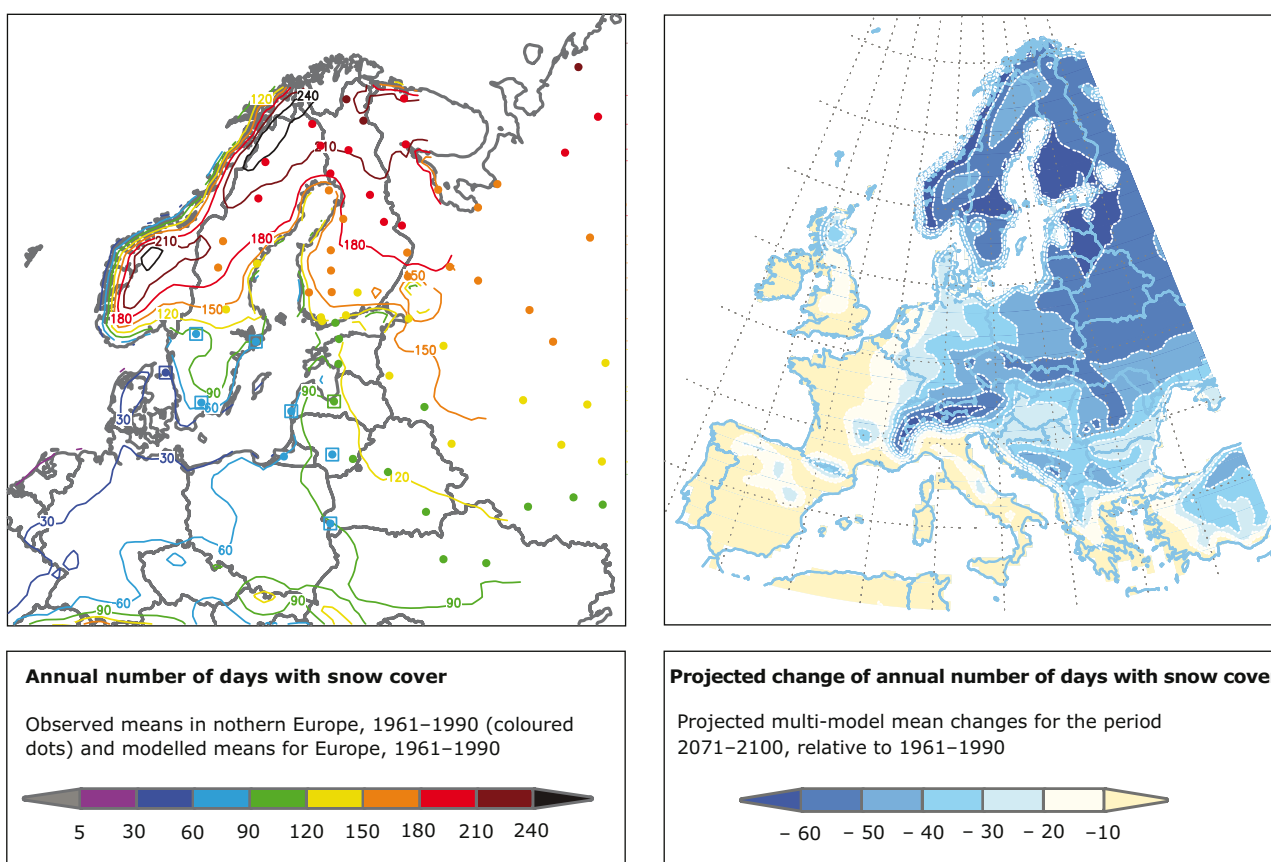 120
240
210
210
180
180
150
180
120
150
150
90
60
30
90
30
120
30
60
60
90
90
90
Annual number of days with snow cover
Observed means in nothern Europe, 1961–1990 (coloured
dots) and modelled means for Europe, 1961–1990
5 30 60 90 120 150 180 210 240
Projected change of annual number of days with snow cove
Projected multi-model mean changes for the period
2071–2100, relative to 1961–1990
– 60 – 50 – 40 – 30 – 20 –10